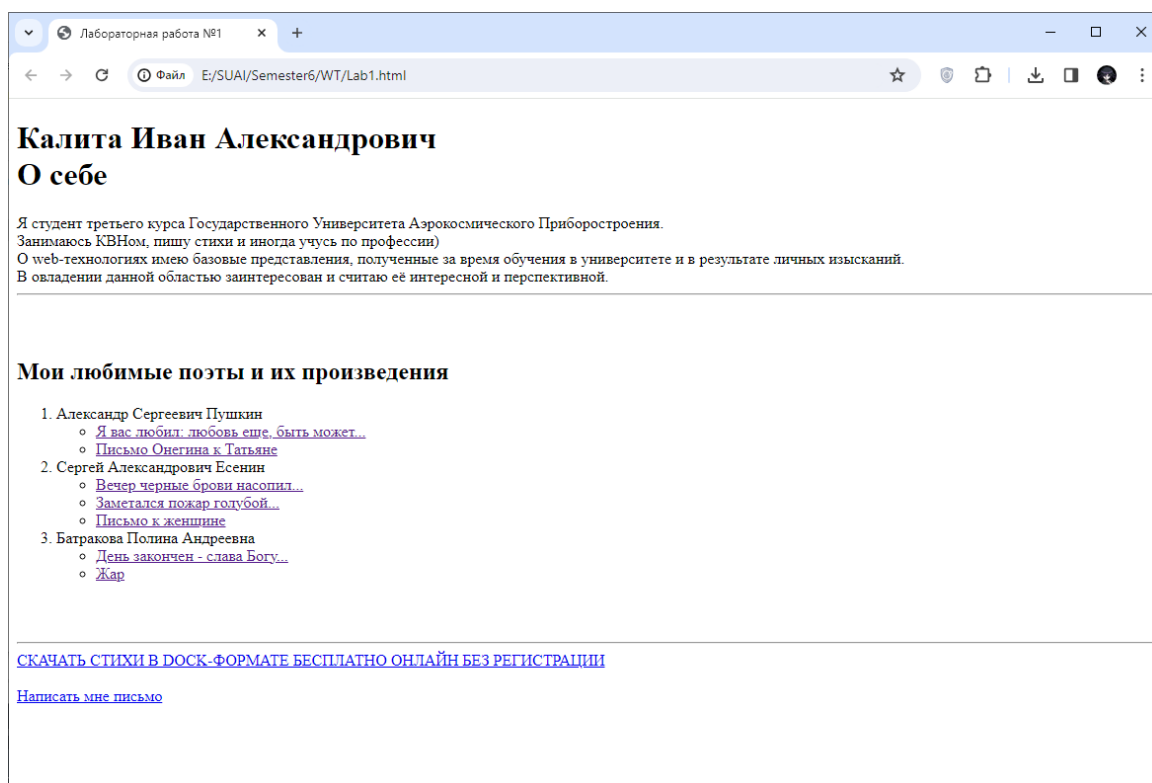 Лабораторная работа №1
Файл E:/SUAI/Semester6/WT/Lab1.html
Калита Иван Александрович
О себе
Я студент третьего курса Государственного Университета Аэрокосмического Приборостроения.
Занимаюсь КВНом, пишу стихи и иногда учусь по профессии)
О web-технологиях имею базовые представления, полученные за время обучения в университете и в результате личных изысканий.
В овладении данной областью заинтересован и считаю её интересной и перспективной.
Мои любимые поэты и их произведения
1. Александр Сергеевич Пушкин
Я вас любил: любовь еще, быть может...
Письмо Онегина к Татьяне
2. Сергей Александрович Есенин
Вечер черные брови насопил...
Заметался пожар голубой...
Письмо к женщине
3. Батракова Полина Андреевна
День закончен - слава Богу...
Жар
СКАЧАТЬ СТИХИ В DOCK-ФОРМАТЕ БЕСПЛАТНО ОНЛАЙН БЕЗ РЕГИСТРАЦИИ
Написать мне письмо